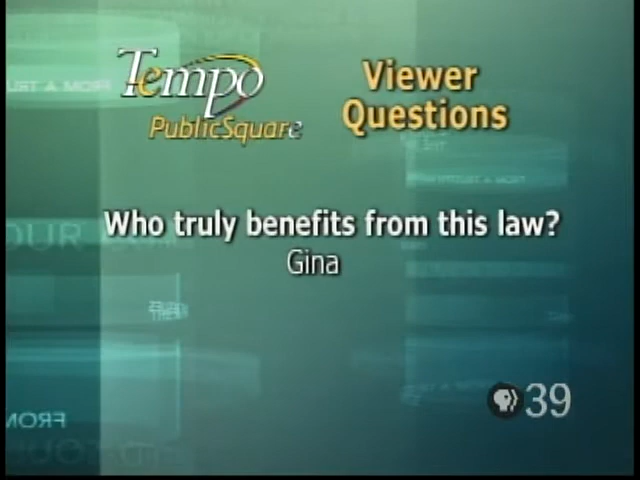 Tempo
PublicSquare
Viewer
Questions
Who truly benefits from this law?
Gina
39